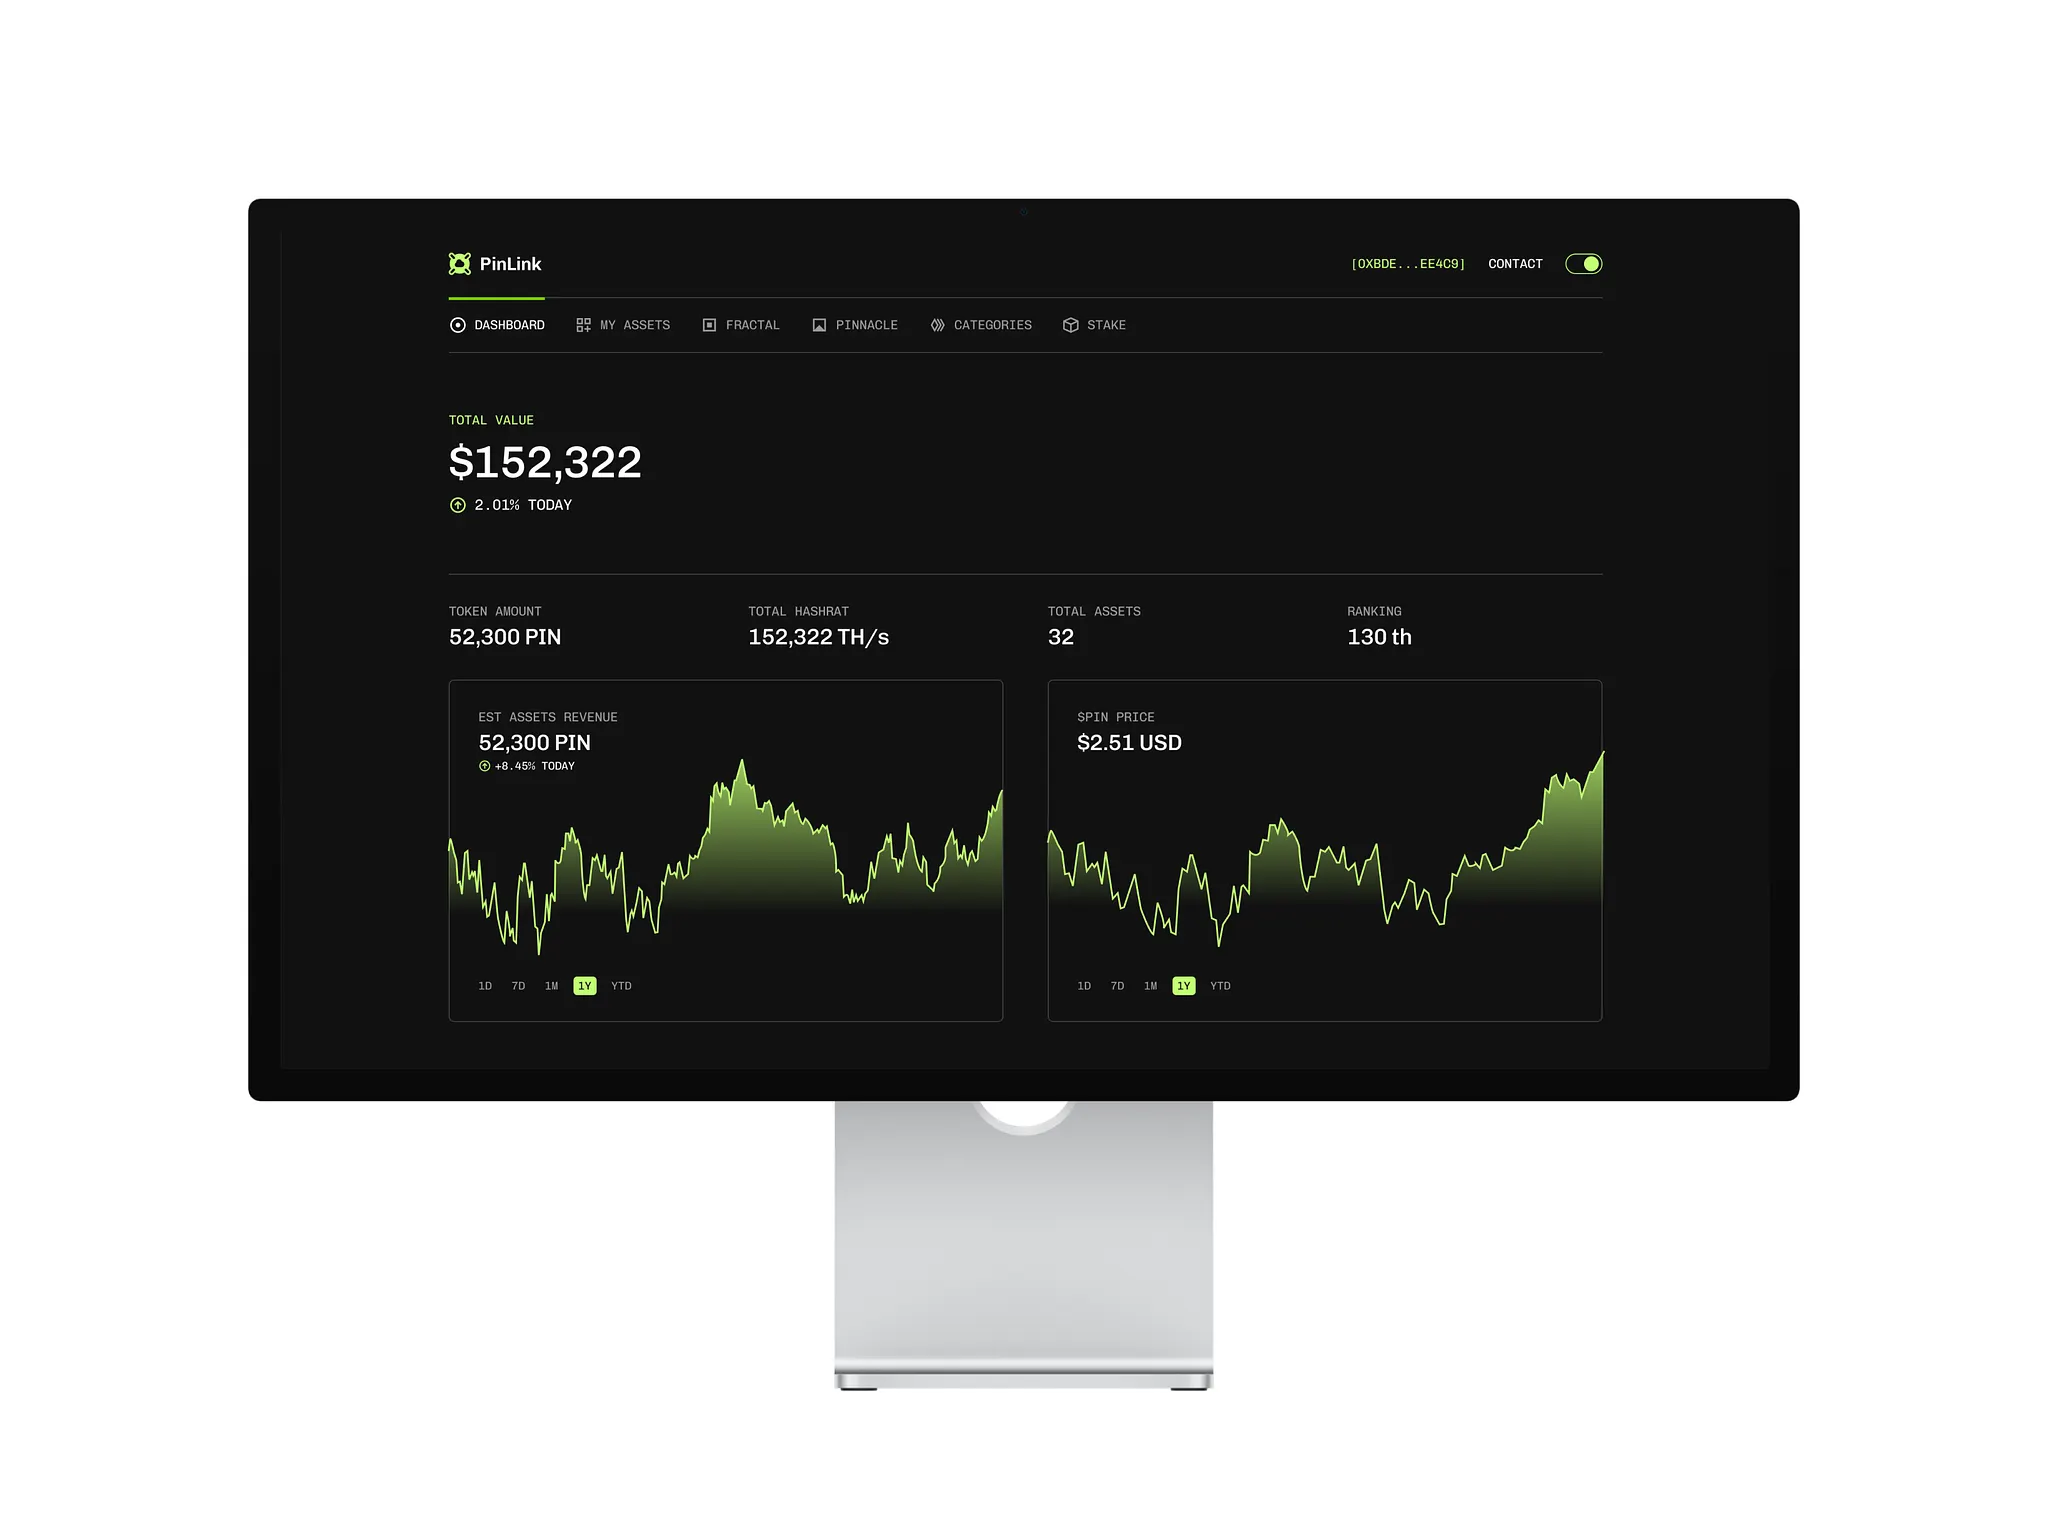 PinLink
[0XBDE...EE4C9] CONTACT
DASHBOARD MY ASSETS FRACTAL PINNACLE CATEGORIES STAKE
TOTAL VALUE
$152,322
2.01% TODAY
TOKEN AMOUNT TOTAL HASHRAT TOTAL ASSETS RANKING
52,300 PIN 152,322 TH/s 32 130 th
EST ASSETS REVENUE
52,300 PIN
+8.45% TODAY
1D 7D 1M 1Y YTD
$PIN PRICE
$2.51 USD
1D 7D 1M 1Y YTD